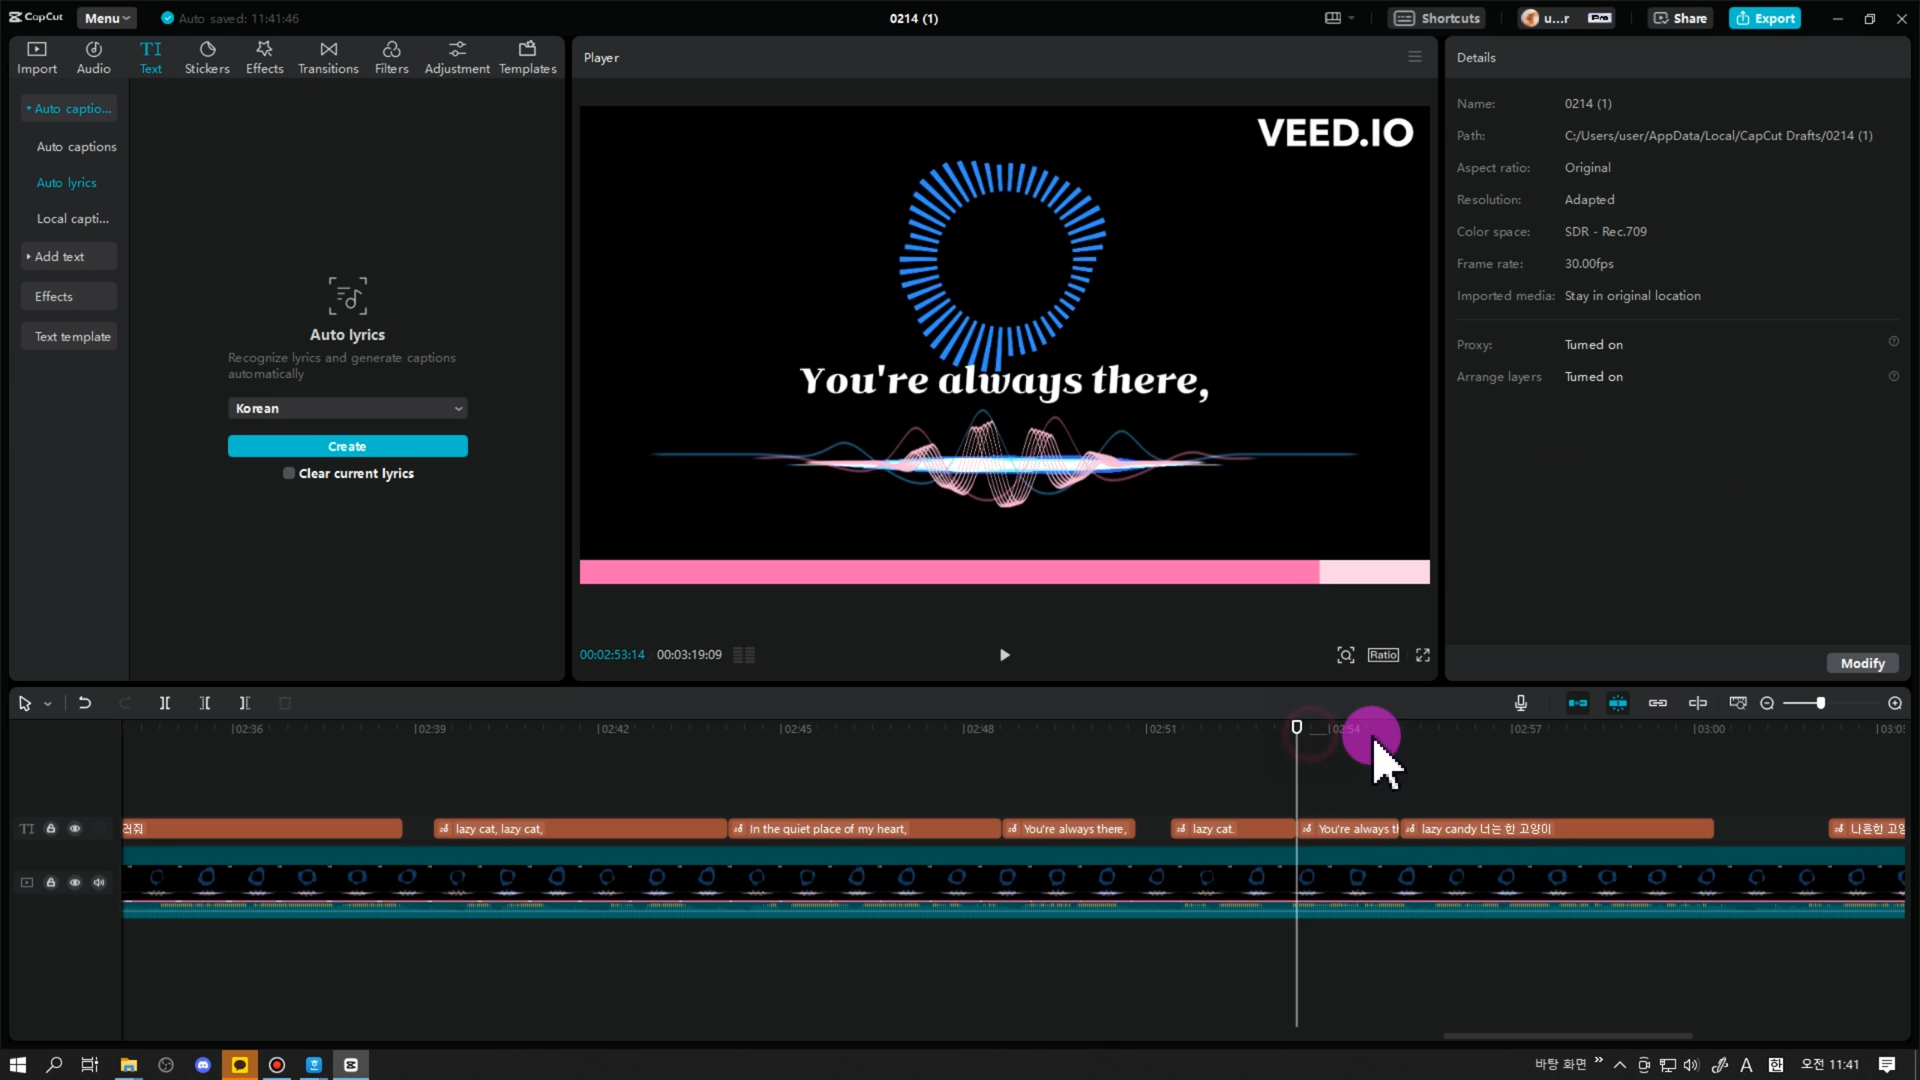 CapCut
Menu
Auto saved: 11:41:46
0214 (1)
Shortcuts
u...r
Pro
Share
Export
Import
Audio
TI
Text
Stickers
Effects
Transitions
Filters
Adjustment
Templates
Auto captio...
Auto captions
Auto lyrics
Local capti...
Add text
Effects
Text template
Auto lyrics
Recognize lyrics and generate captions
automatically
Korean
Create
Clear current lyrics
Player
VEED.IO
You're always there,
00:02:53:14
00:03:19:09
Ratio
Details
Name: 0214 (1)
Path: C:/Users/user/AppData/Local/CapCut Drafts/0214 (1)
Aspect ratio: Original
Resolution: Adapted
Color space: SDR - Rec.709
Frame rate: 30.00fps
Imported media: Stay in original location
Proxy: Turned on
Arrange layers Turned on
Modify
02:36 02:39 02:42 02:45 02:48 02:51 02:54 02:57 03:00 03:03
TI
러줘
lazy cat, lazy cat,
In the quiet place of my heart,
You're always there,
lazy cat.
You're always th
lazy candy 너는 한 고양이
나흔한 고양
바탕 화면
A
한
오전 11:41